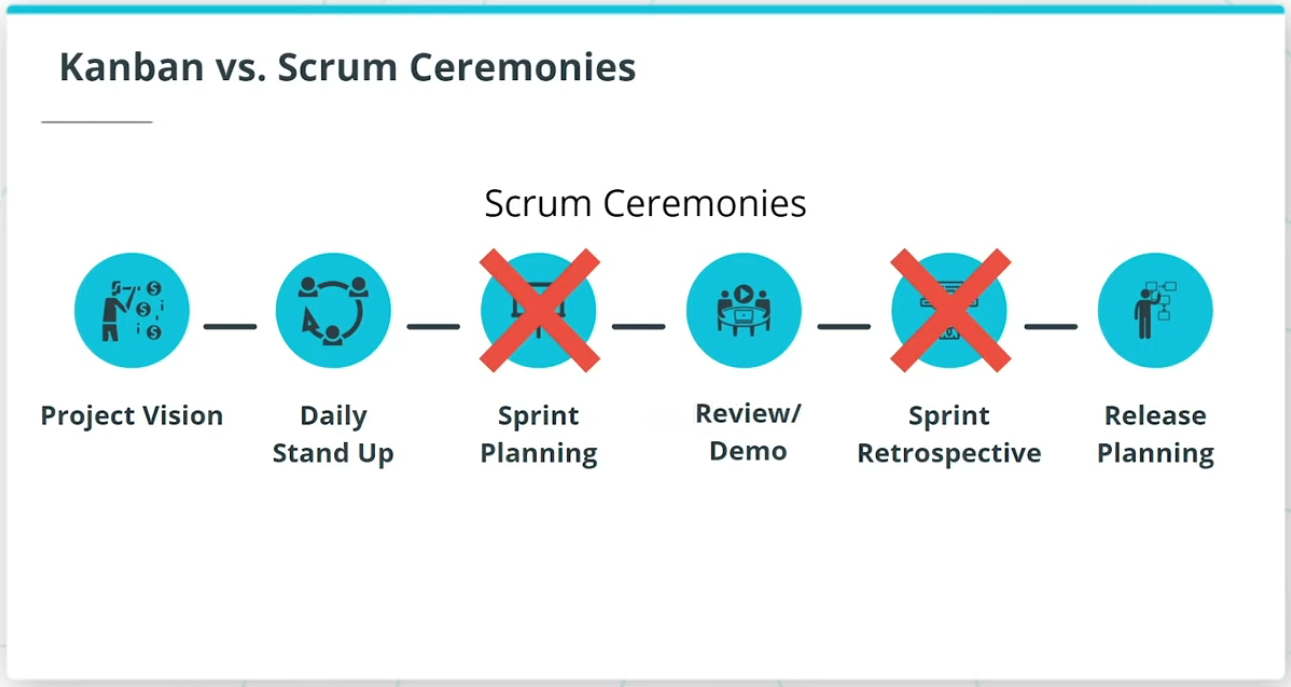 Kanban vs. Scrum Ceremonies
Scrum Ceremonies
Project Vision
Daily
Stand Up
Sprint
Planning
Review/
Demo
Sprint
Retrospective
Release
Planning